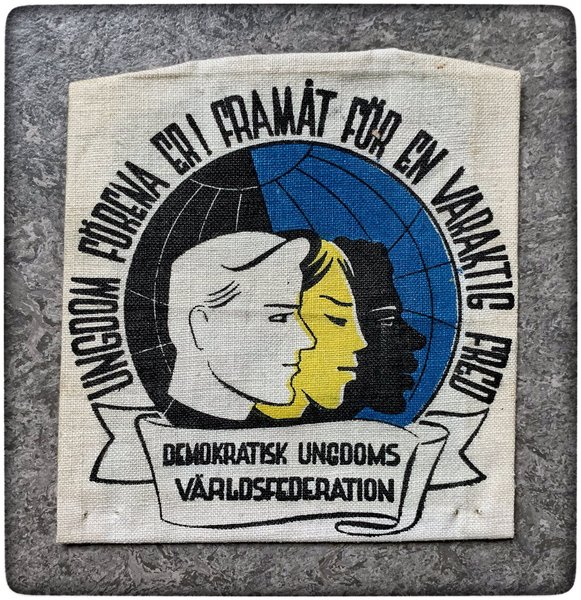 UNGDOM FÖRENA ER I FRAMÅT FÖR EN VARAKTIG FRED
DEMOKRATISK UNGDOMS
VÄRLDSFEDERATION